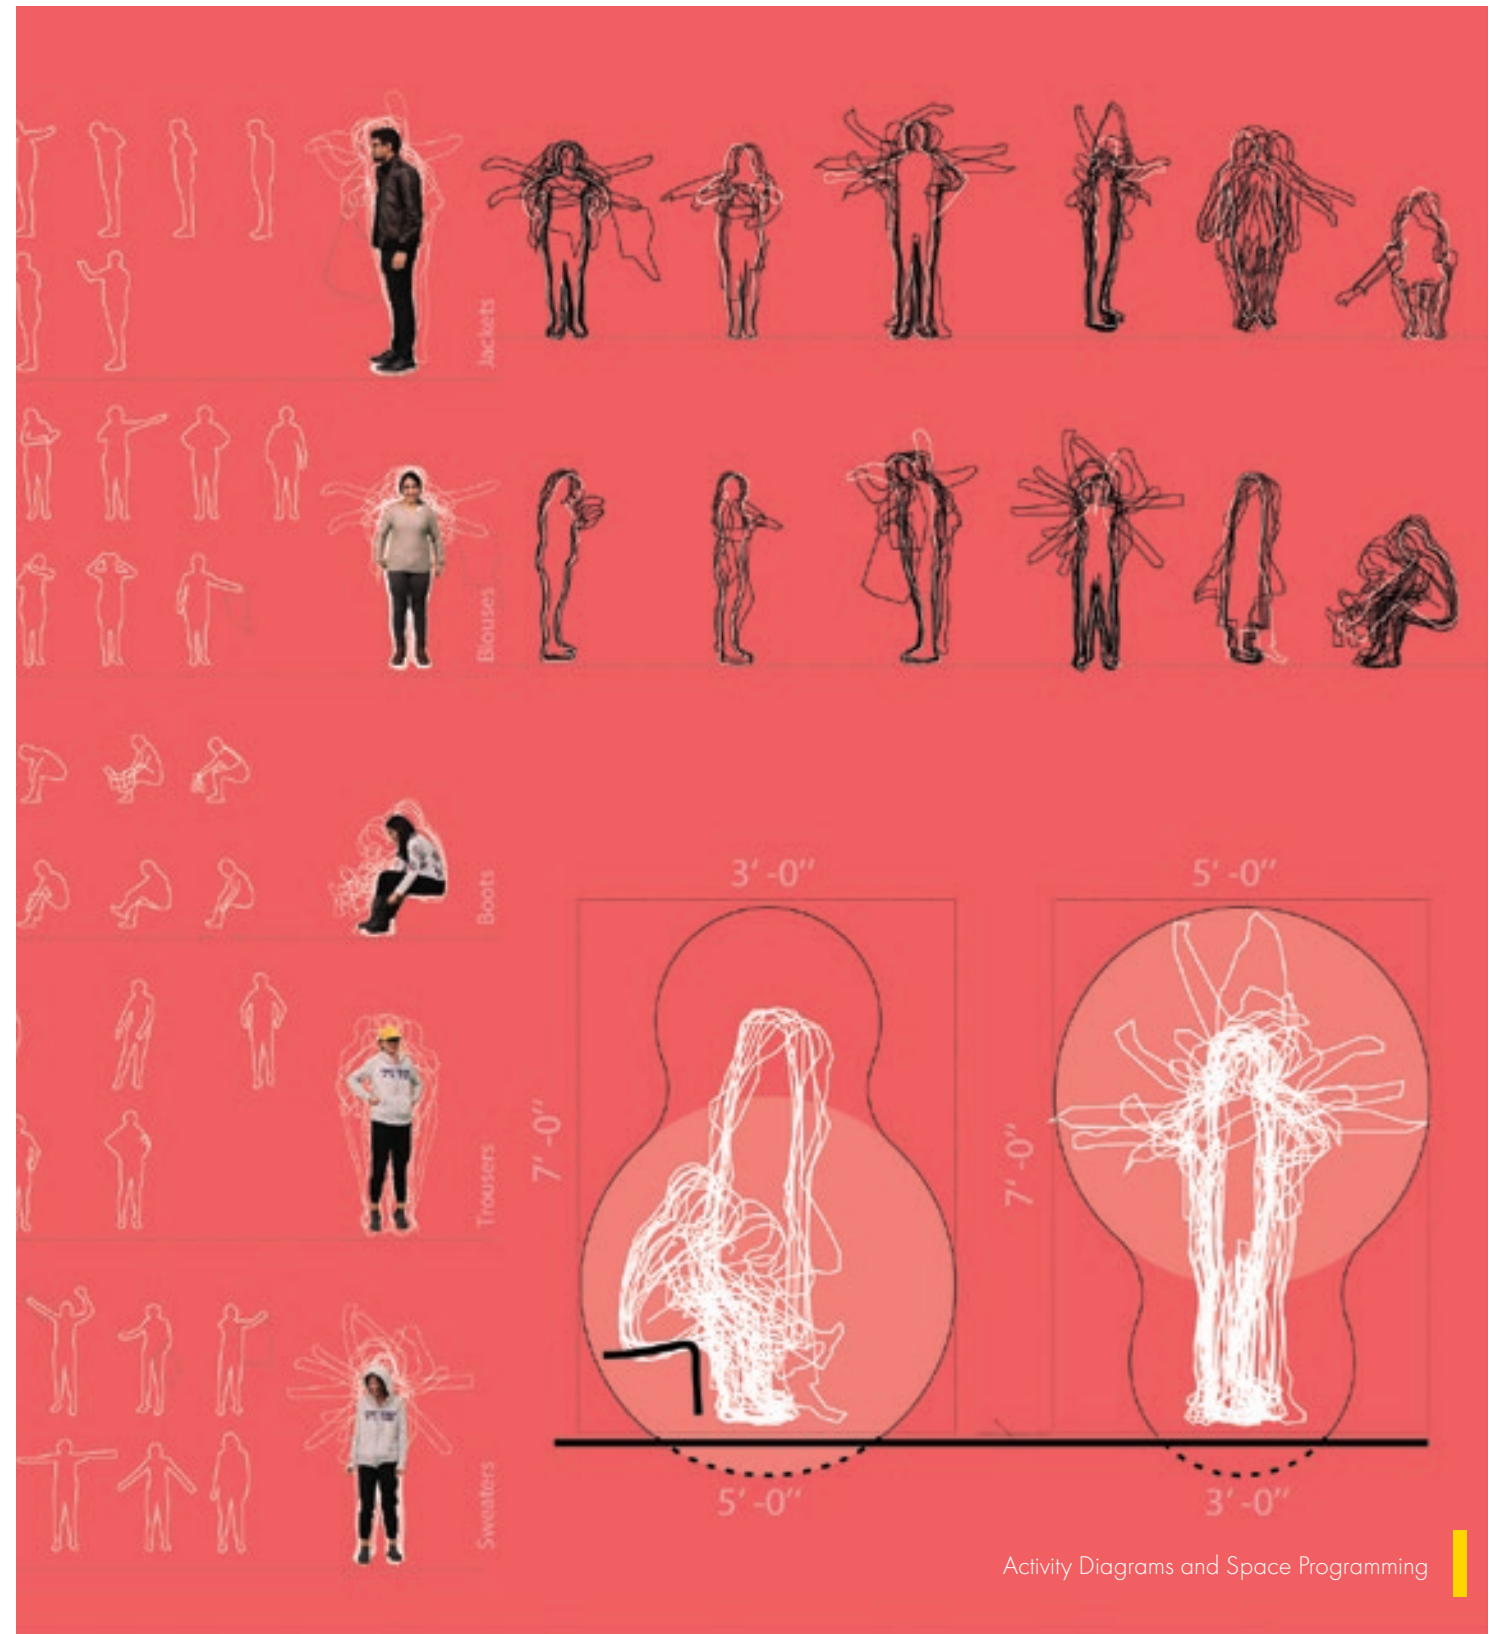 Jackets
Blouses
Boots
Trousers
Sweaters
3' -0"
5' -0"
7' -0"
7' -0"
5' -0"
3' -0"
Activity Diagrams and Space Programming